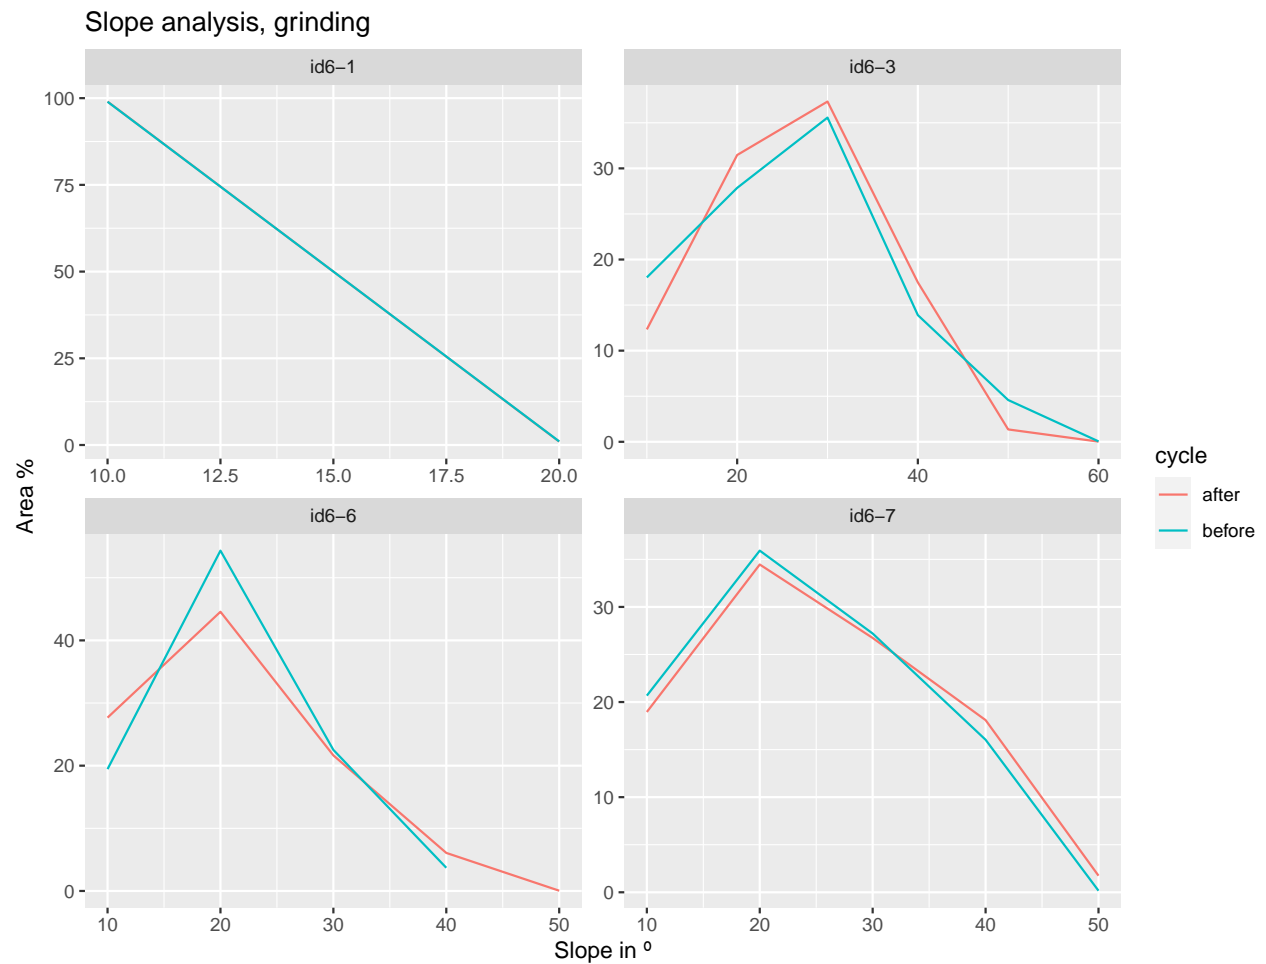 Slope analysis, grinding
id6−1
id6−3
100
75
50
25
0
10.0 12.5 15.0 17.5 20.0
30
20
10
0
20 40 60
id6−6
id6−7
40
20
0
10 20 30 40 50
30
20
10
0
10 20 30 40 50
Area %
Slope in º
cycle
after
before